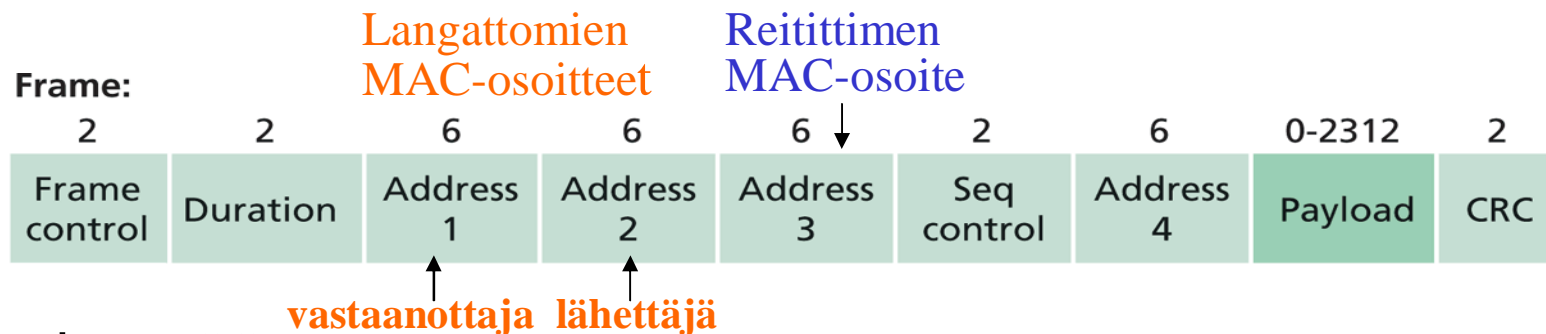 Langattomien
MAC-osoitteet
Reitittimen
MAC-osoite
Frame:
2 2 6 6 6 2 6 0-2312 2
Frame control Duration Address 1 Address 2 Address 3 Seq control Address 4 Payload CRC
vastaanottaja lähettäjä